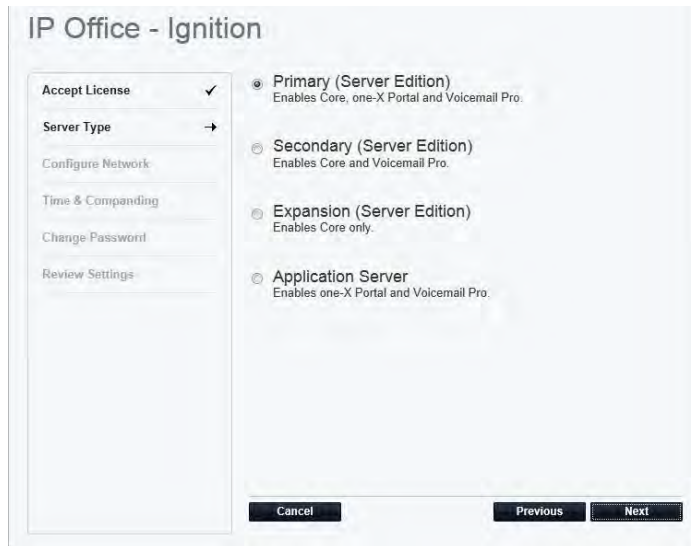 IP Office - Ignition
Accept License
Server Type
Configure Network
Time & Companding
Change Password
Review Settings
Primary (Server Edition)
Enables Core, one-X Portal and Voicemail Pro.
Secondary (Server Edition)
Enables Core and Voicemail Pro.
Expansion (Server Edition)
Enables Core only.
Application Server
Enables one-X Portal and Voicemail Pro.
Cancel
Previous
Next